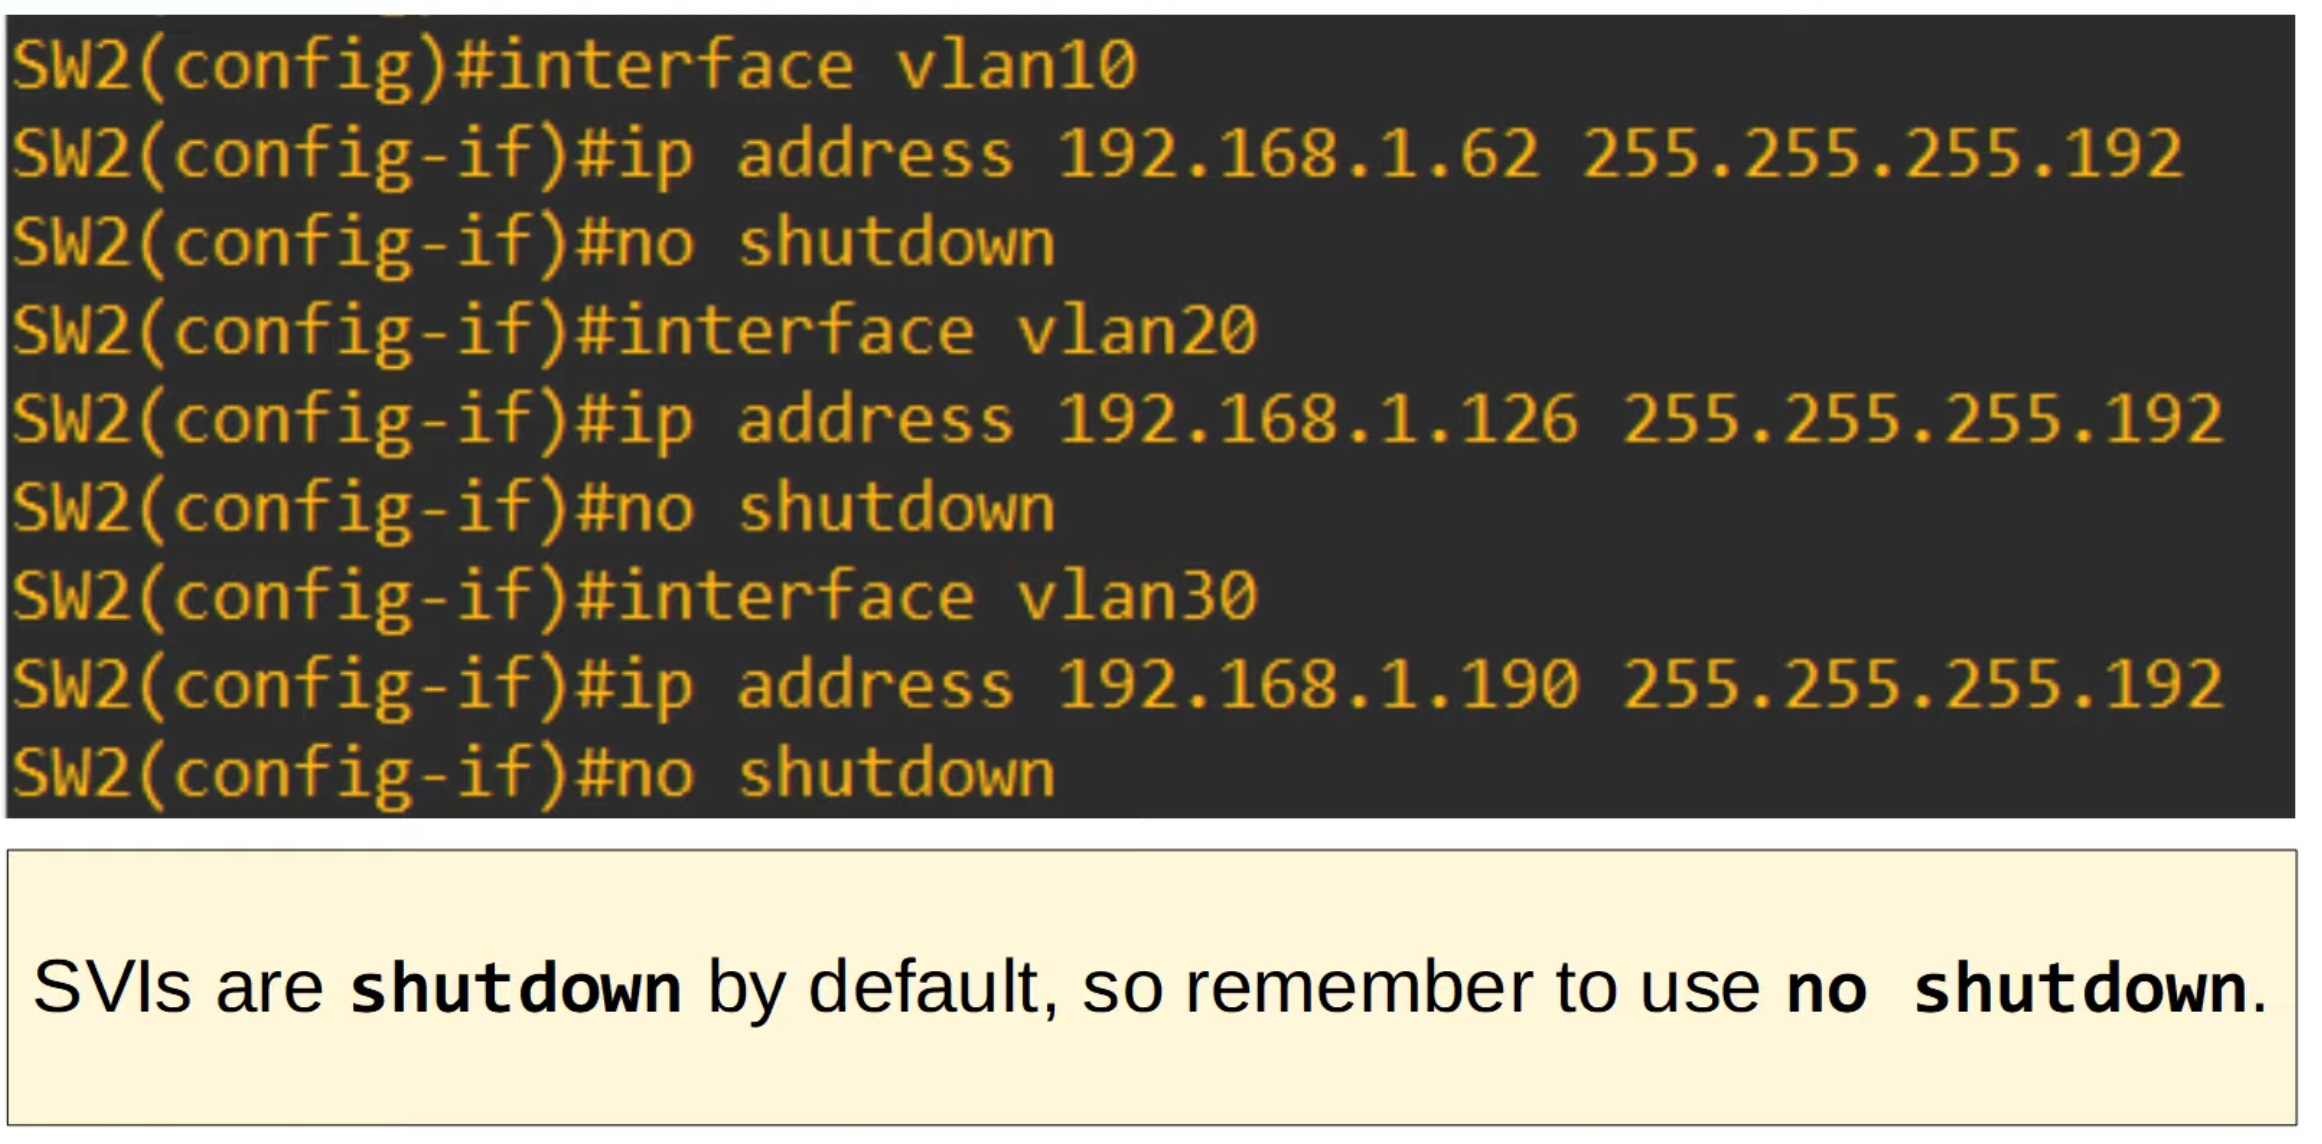 SW2(config)#interface vlan10
SW2(config-if)#ip address 192.168.1.62 255.255.255.192
SW2(config-if)#no shutdown
SW2(config-if)#interface vlan20
SW2(config-if)#ip address 192.168.1.126 255.255.255.192
SW2(config-if)#no shutdown
SW2(config-if)#interface vlan30
SW2(config-if)#ip address 192.168.1.190 255.255.255.192
SW2(config-if)#no shutdown
SVIs are shutdown by default, so remember to use no shutdown.